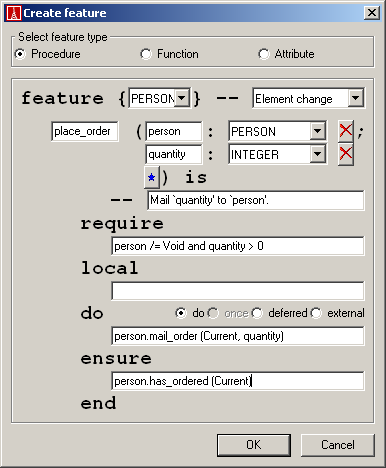 Create feature
Select feature type
Procedure Function Attribute
feature {PERSON} -- Element change
place_order (person : PERSON ;
quantity : INTEGER
* ) is
-- Mail `quantity' to `person'.
require
person /= Void and quantity > 0
local
do do once deferred external
person.mail_order (Current, quantity)
ensure
person.has_ordered (Current)
end
OK Cancel